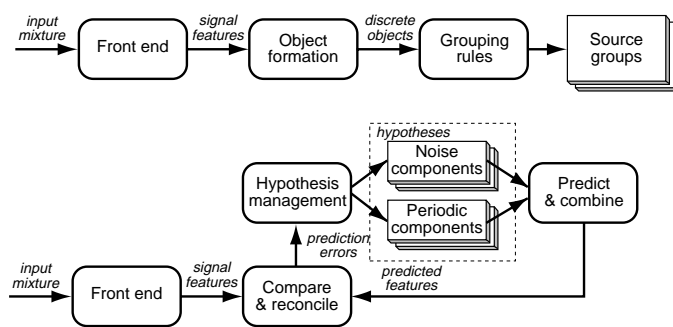 input
mixture
Front end
signal
features
Object
formation
discrete
objects
Grouping
rules
Source
groups
hypotheses
Noise
components
Periodic
components
Hypothesis
management
Predict
& combine
prediction
errors
input
mixture
Front end
signal
features
Compare
& reconcile
predicted
features